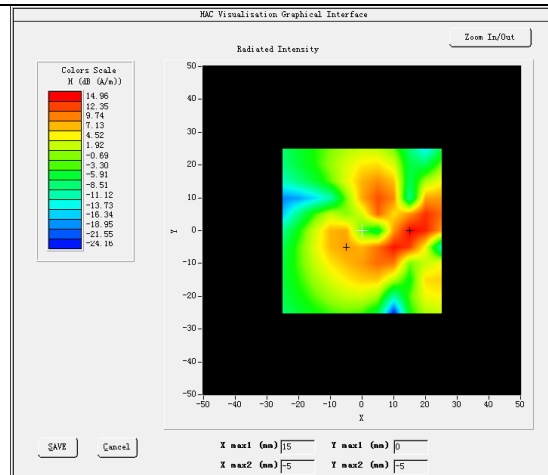 HAC Visualisation Graphical Interface
Zoom In/Out
Radiated Intensity
Colors Scale
H (dB (A/m))
14.96
12.35
9.74
7.13
4.52
1.92
-0.69
-3.30
-5.91
-8.51
-11.12
-13.73
-16.34
-18.95
-21.55
-24.16
Y
50
40
30
20
10
0
-10
-20
-30
-40
-50
-50 -40 -30 -20 -10 0 10 20 30 40 50
X
SAVE Cancel
X max1 (mm) 15 Y max1 (mm) 0
X max2 (mm) -5 Y max2 (mm) -5